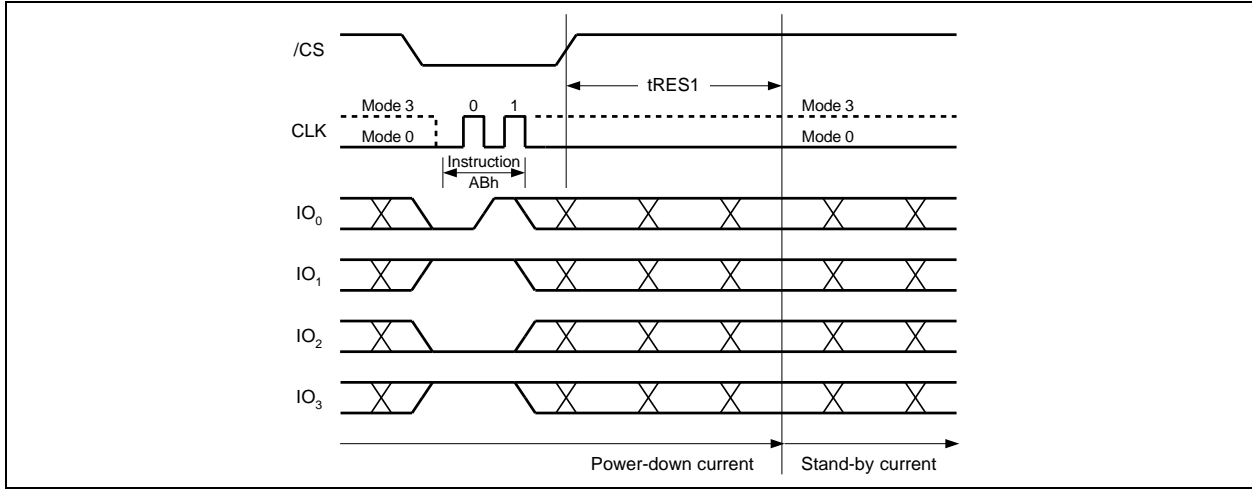 /CS
tRES1
Mode 3 0 1 Mode 3
CLK Mode 0 Mode 0
Instruction
ABh
IO0
IO1
IO2
IO3
Power-down current Stand-by current